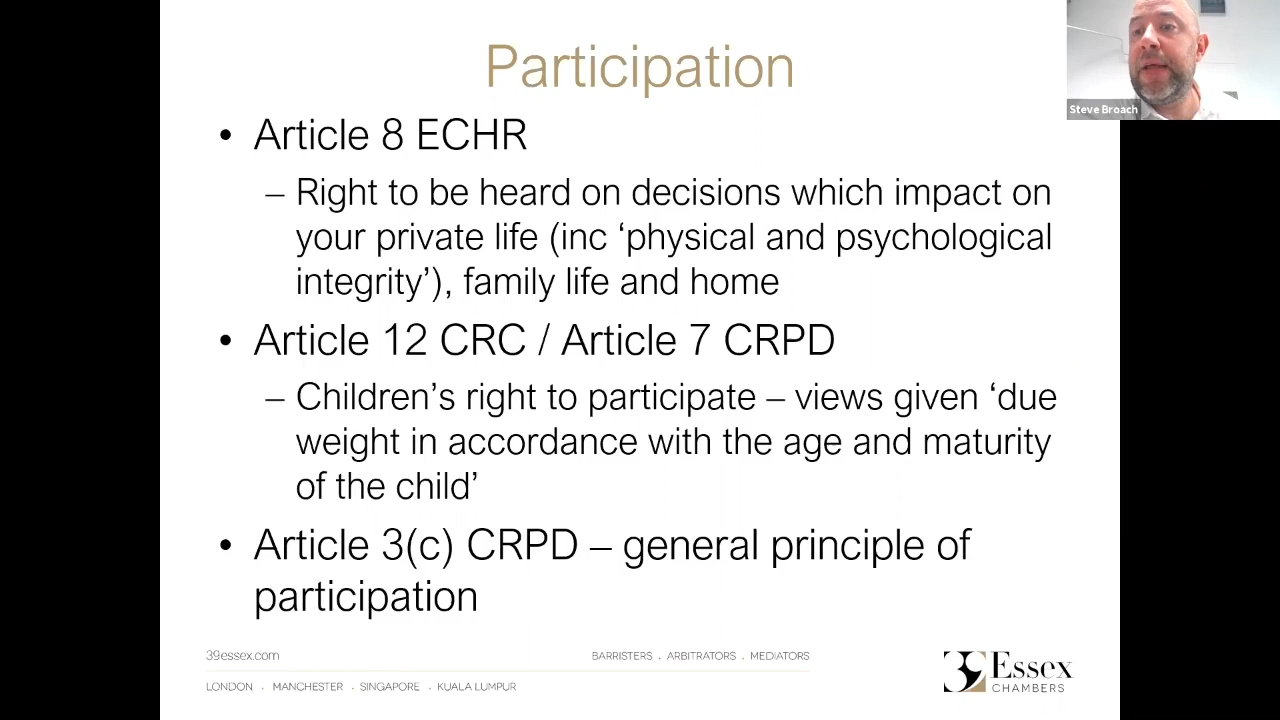 Participation
Steve Broach
• Article 8 ECHR
– Right to be heard on decisions which impact on
your private life (inc ‘physical and psychological
integrity’), family life and home
• Article 12 CRC / Article 7 CRPD
– Children’s right to participate – views given ‘due
weight in accordance with the age and maturity
of the child’
• Article 3(c) CRPD – general principle of
participation
39essex.com
BARRISTERS . ARBITRATORS . MEDIATORS
LONDON . MANCHESTER . SINGAPORE . KUALA LUMPUR
39 Essex
CHAMBERS